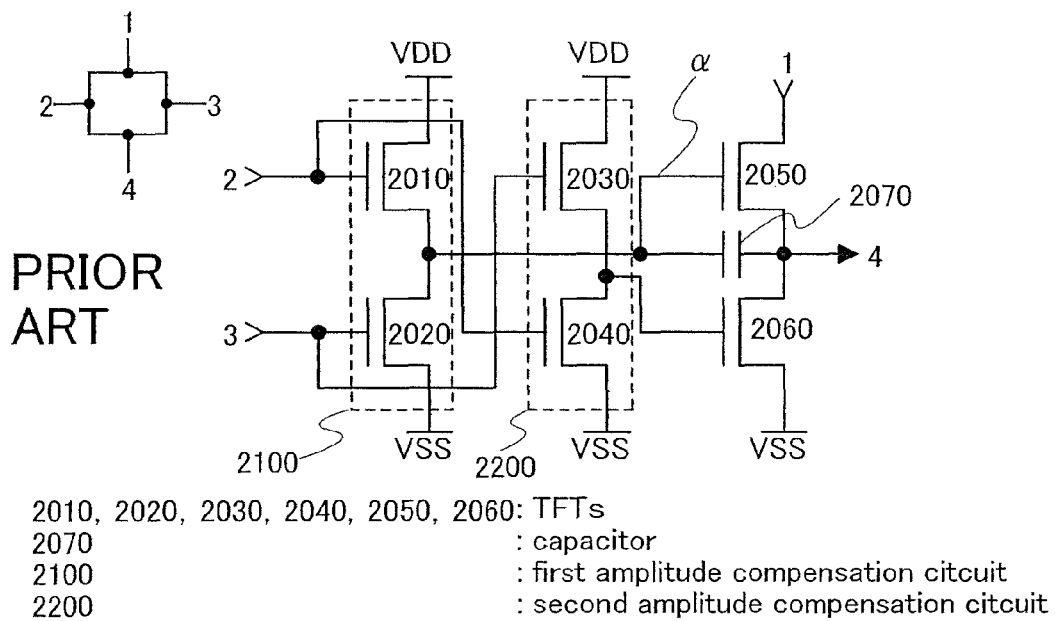 1
2 3
4
VDD VDD α 1
2 2010 2030 2050
2070
4
PRIOR
ART
3 2020 2040 2060
2100 VSS 2200 VSS VSS
2010, 2020, 2030, 2040, 2050, 2060: TFTs
2070 : capacitor
2100 : first amplitude compensation citcuit
2200 : second amplitude compensation citcuit